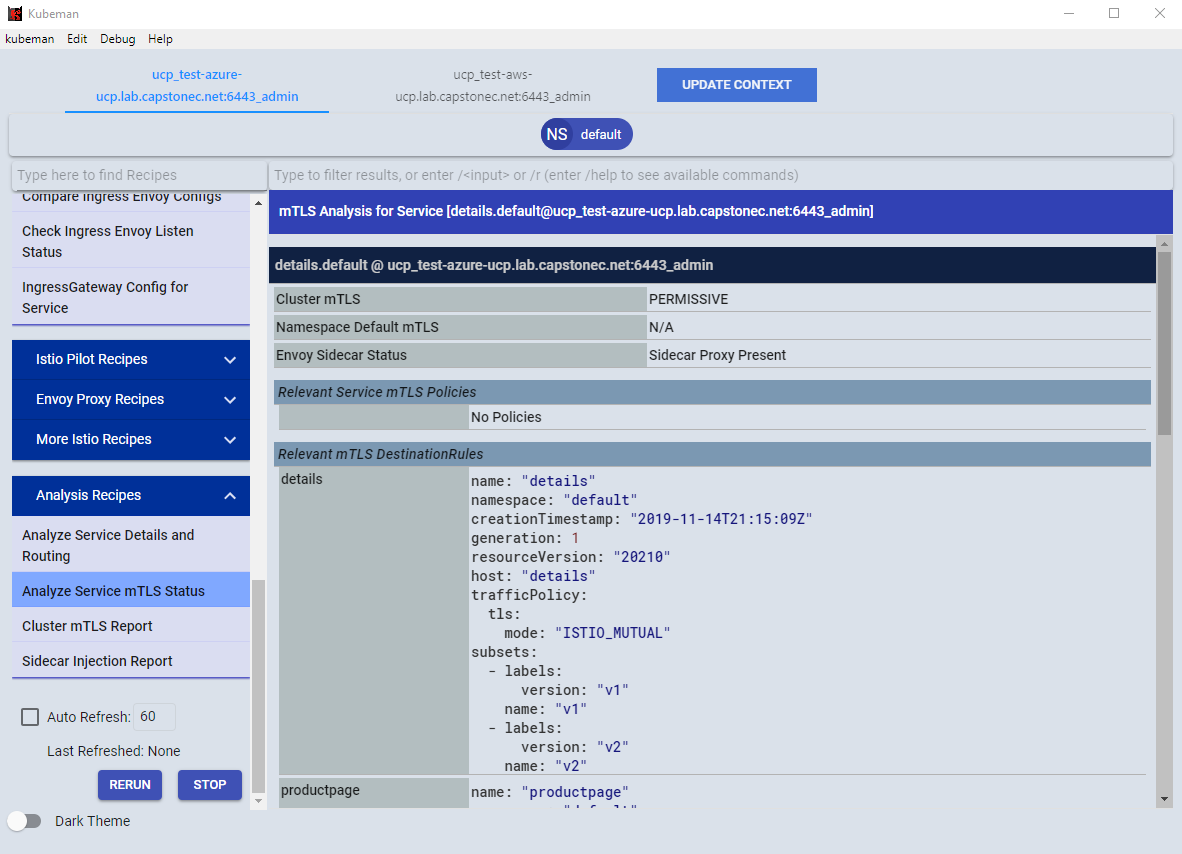 Kubeman
kubeman Edit Debug Help
ucp_test-azure-
ucp.lab.capstonec.net:6443_admin
ucp_test-aws-
ucp.lab.capstonec.net:6443_admin
UPDATE CONTEXT
NS default
Type here to find Recipes
Compare Ingress Envoy Configs
Check Ingress Envoy Listen
Status
IngressGateway Config for
Service
Istio Pilot Recipes
Envoy Proxy Recipes
More Istio Recipes
Analysis Recipes
Analyze Service Details and
Routing
Analyze Service mTLS Status
Cluster mTLS Report
Sidecar Injection Report
Auto Refresh: 60
Last Refreshed: None
RERUN STOP
Dark Theme
Type to filter results, or enter /<input> or /r (enter /help to see available commands)
mTLS Analysis for Service [details.default@ucp_test-azure-ucp.lab.capstonec.net:6443_admin]
details.default @ ucp_test-azure-ucp.lab.capstonec.net:6443_admin
Cluster mTLS PERMISSIVE
Namespace Default mTLS N/A
Envoy Sidecar Status Sidecar Proxy Present
Relevant Service mTLS Policies
No Policies
Relevant mTLS DestinationRules
details name: "details"
namespace: "default"
creationTimestamp: "2019-11-14T21:15:09Z"
generation: 1
resourceVersion: "20210"
host: "details"
trafficPolicy:
tls:
mode: "ISTIO_MUTUAL"
subsets:
- labels:
version: "v1"
name: "v1"
- labels:
version: "v2"
name: "v2"
productpage name: "productpage"